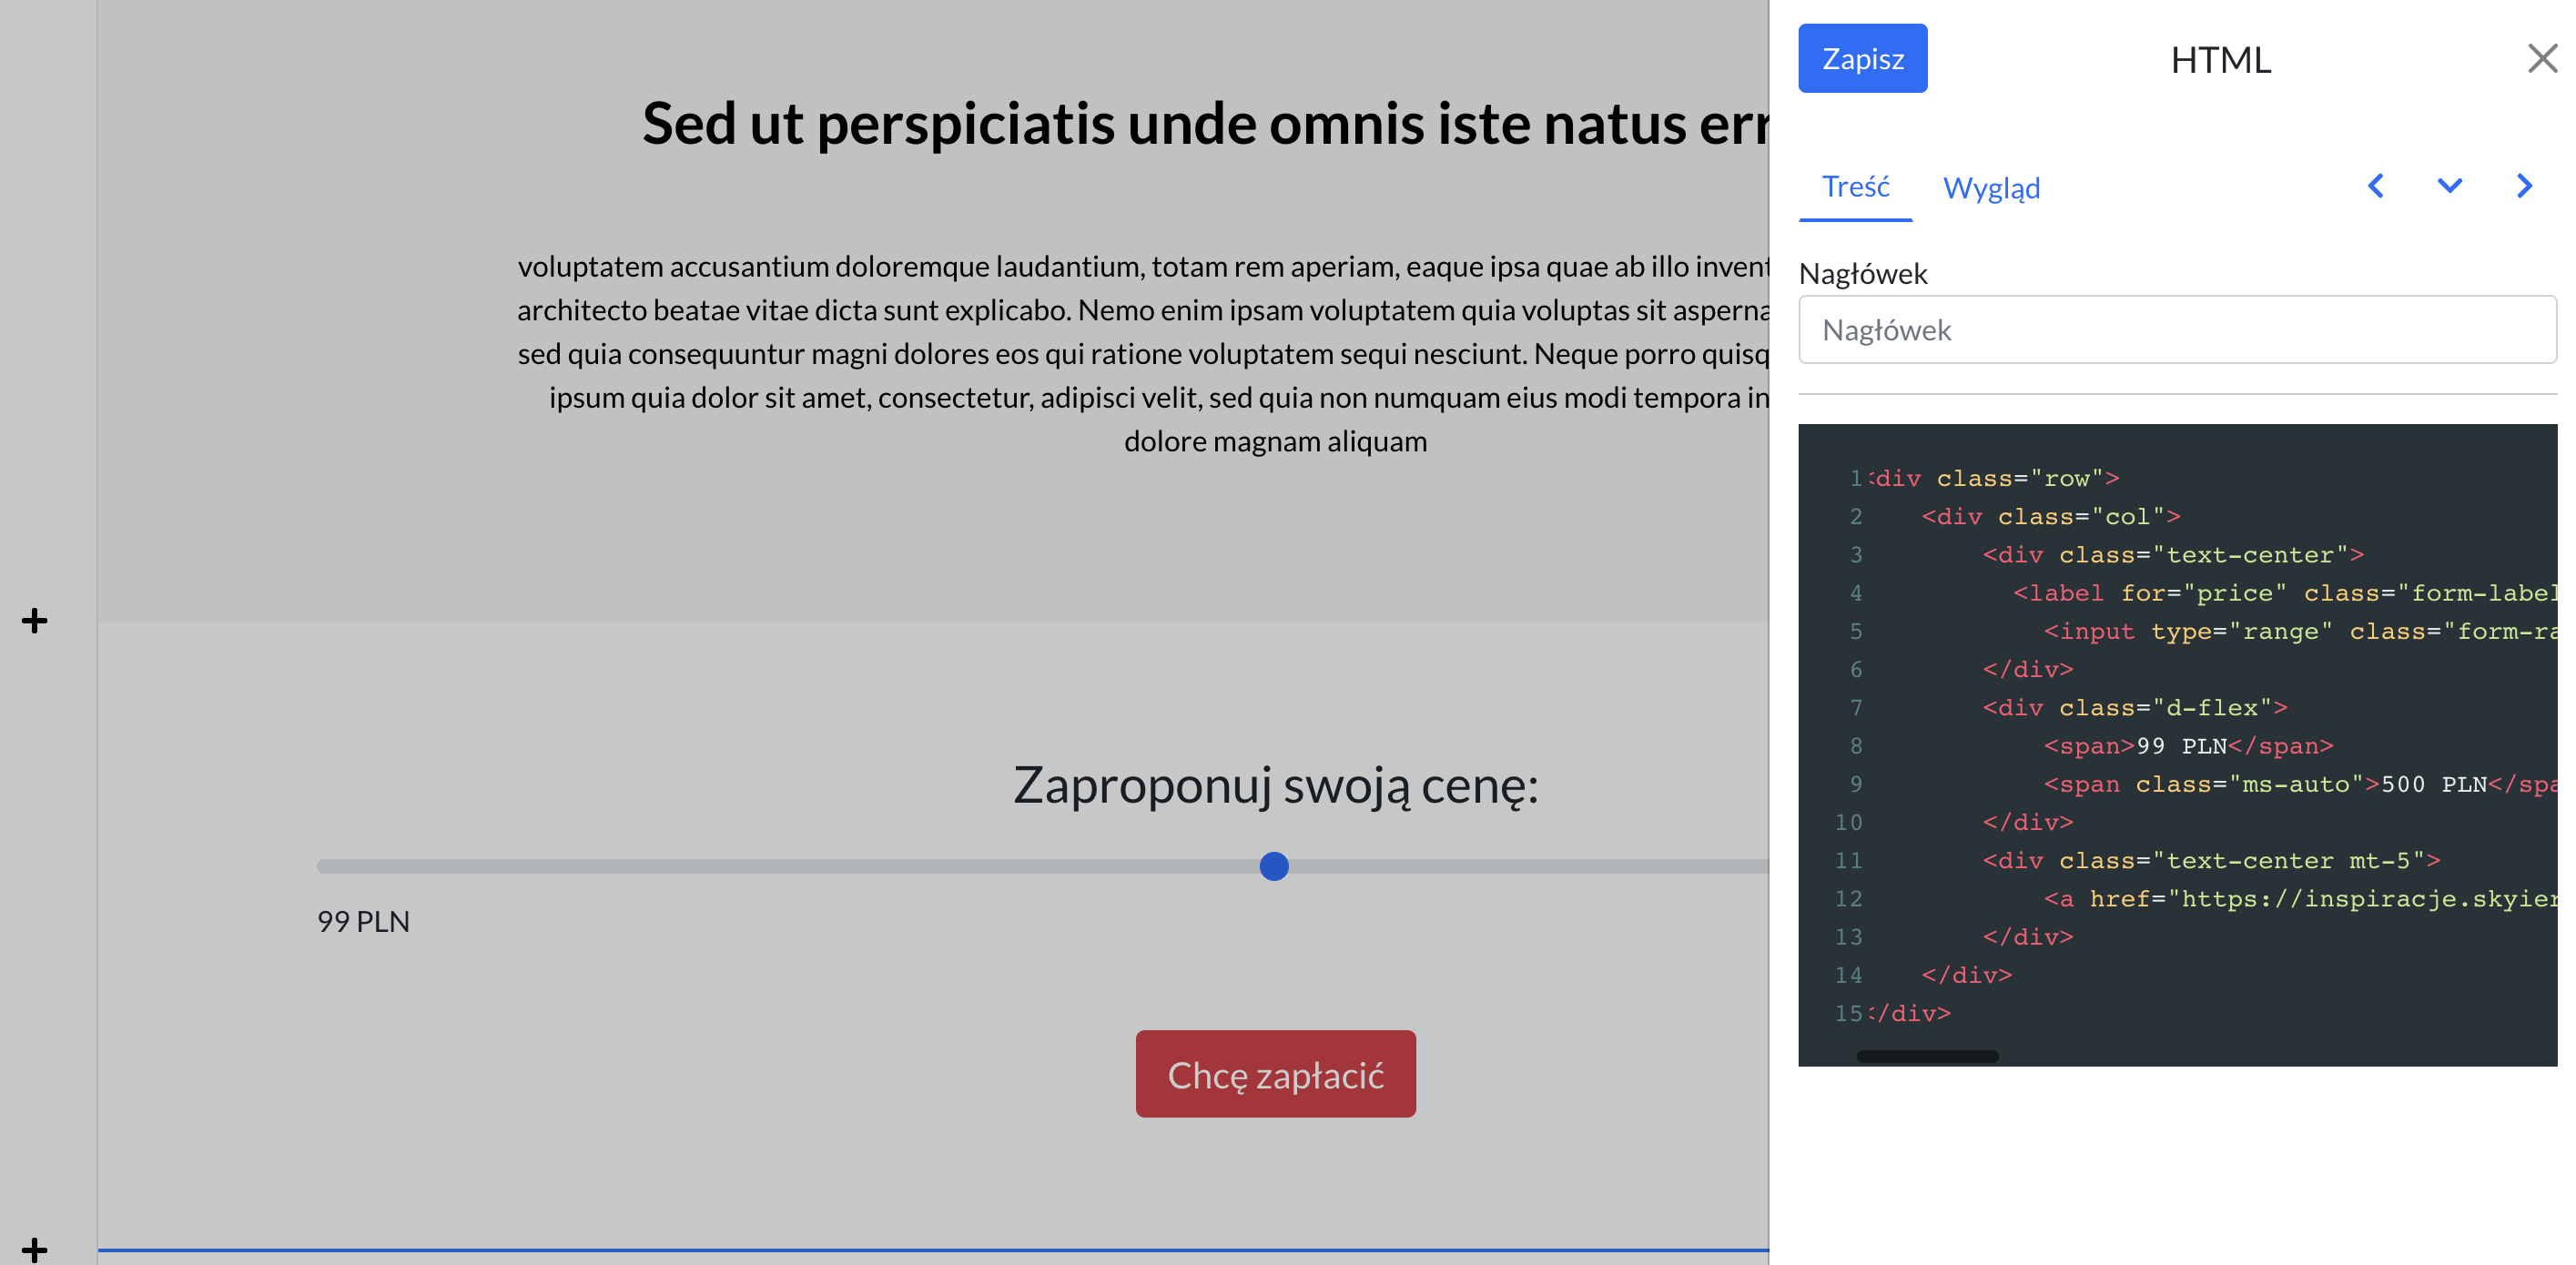 Sed ut perspiciatis unde omnis iste natus
voluptatem accusantium doloremque laudantium, totam rem aperiam, eaque ipsa quae ab illo
architecto beatae vitae dicta sunt explicabo. Nemo enim ipsam voluptatem quia voluptas sit
sed quia consequuntur magni dolores eos qui ratione voluptatem sequi nesciunt. Neque porro
ipsum quia dolor sit amet, consectetur, adipisci velit, sed quia non numquam eius modi tempora
dolore magnam aliquam
Zaproponuj swoją cenę:
99 PLN
Chcę zapłacić
Zapisz
HTML
Treść
Wygląd
Nagłówek
Nagłówek
1 <div class="row">
2 <div class="col">
3 <div class="text-center">
4 <label for="price" class="form-label
5 <input type="range" class="form-ra
6 </div>
7 <div class="d-flex">
8 <span>99 PLN</span>
9 <span class="ms-auto">500 PLN</spa
10 </div>
11 <div class="text-center mt-5">
12 <a href="https://inspiracje.skyier
13 </div>
14 </div>
15 </div>